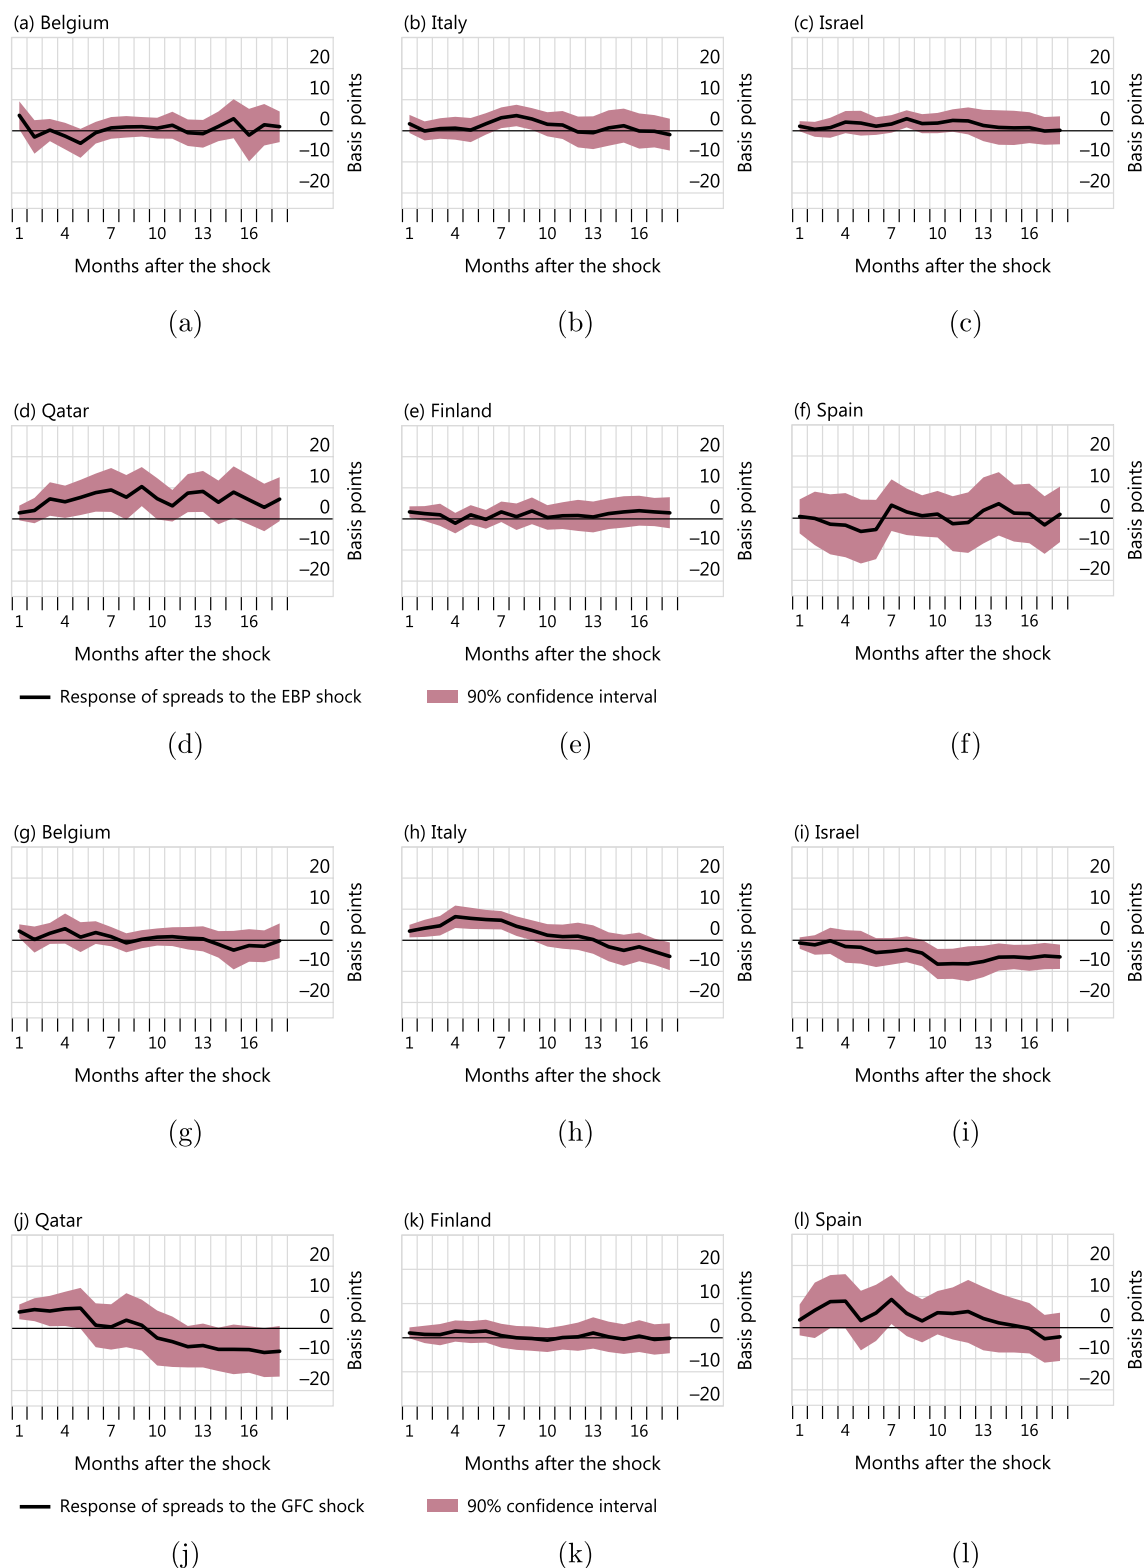 (a) Belgium
20
10
0
−10
−20
Basis points
1 4 7 10 13 16
Months after the shock
(a)
(b) Italy
20
10
0
−10
−20
Basis points
1 4 7 10 13 16
Months after the shock
(b)
(c) Israel
20
10
0
−10
−20
Basis points
1 4 7 10 13 16
Months after the shock
(c)
(d) Qatar
20
10
0
−10
−20
Basis points
1 4 7 10 13 16
Months after the shock
(e) Finland
20
10
0
−10
−20
Basis points
1 4 7 10 13 16
Months after the shock
(f) Spain
20
10
0
−10
−20
Basis points
1 4 7 10 13 16
Months after the shock
Response of spreads to the EBP shock
90% confidence interval
(d)
(e)
(f)
(g) Belgium
20
10
0
−10
−20
Basis points
1 4 7 10 13 16
Months after the shock
(g)
(h) Italy
20
10
0
−10
−20
Basis points
1 4 7 10 13 16
Months after the shock
(h)
(i) Israel
20
10
0
−10
−20
Basis points
1 4 7 10 13 16
Months after the shock
(i)
(j) Qatar
20
10
0
−10
−20
Basis points
1 4 7 10 13 16
Months after the shock
(k) Finland
20
10
0
−10
−20
Basis points
1 4 7 10 13 16
Months after the shock
(l) Spain
20
10
0
−10
−20
Basis points
1 4 7 10 13 16
Months after the shock
Response of spreads to the GFC shock
90% confidence interval
(j)
(k)
(l)